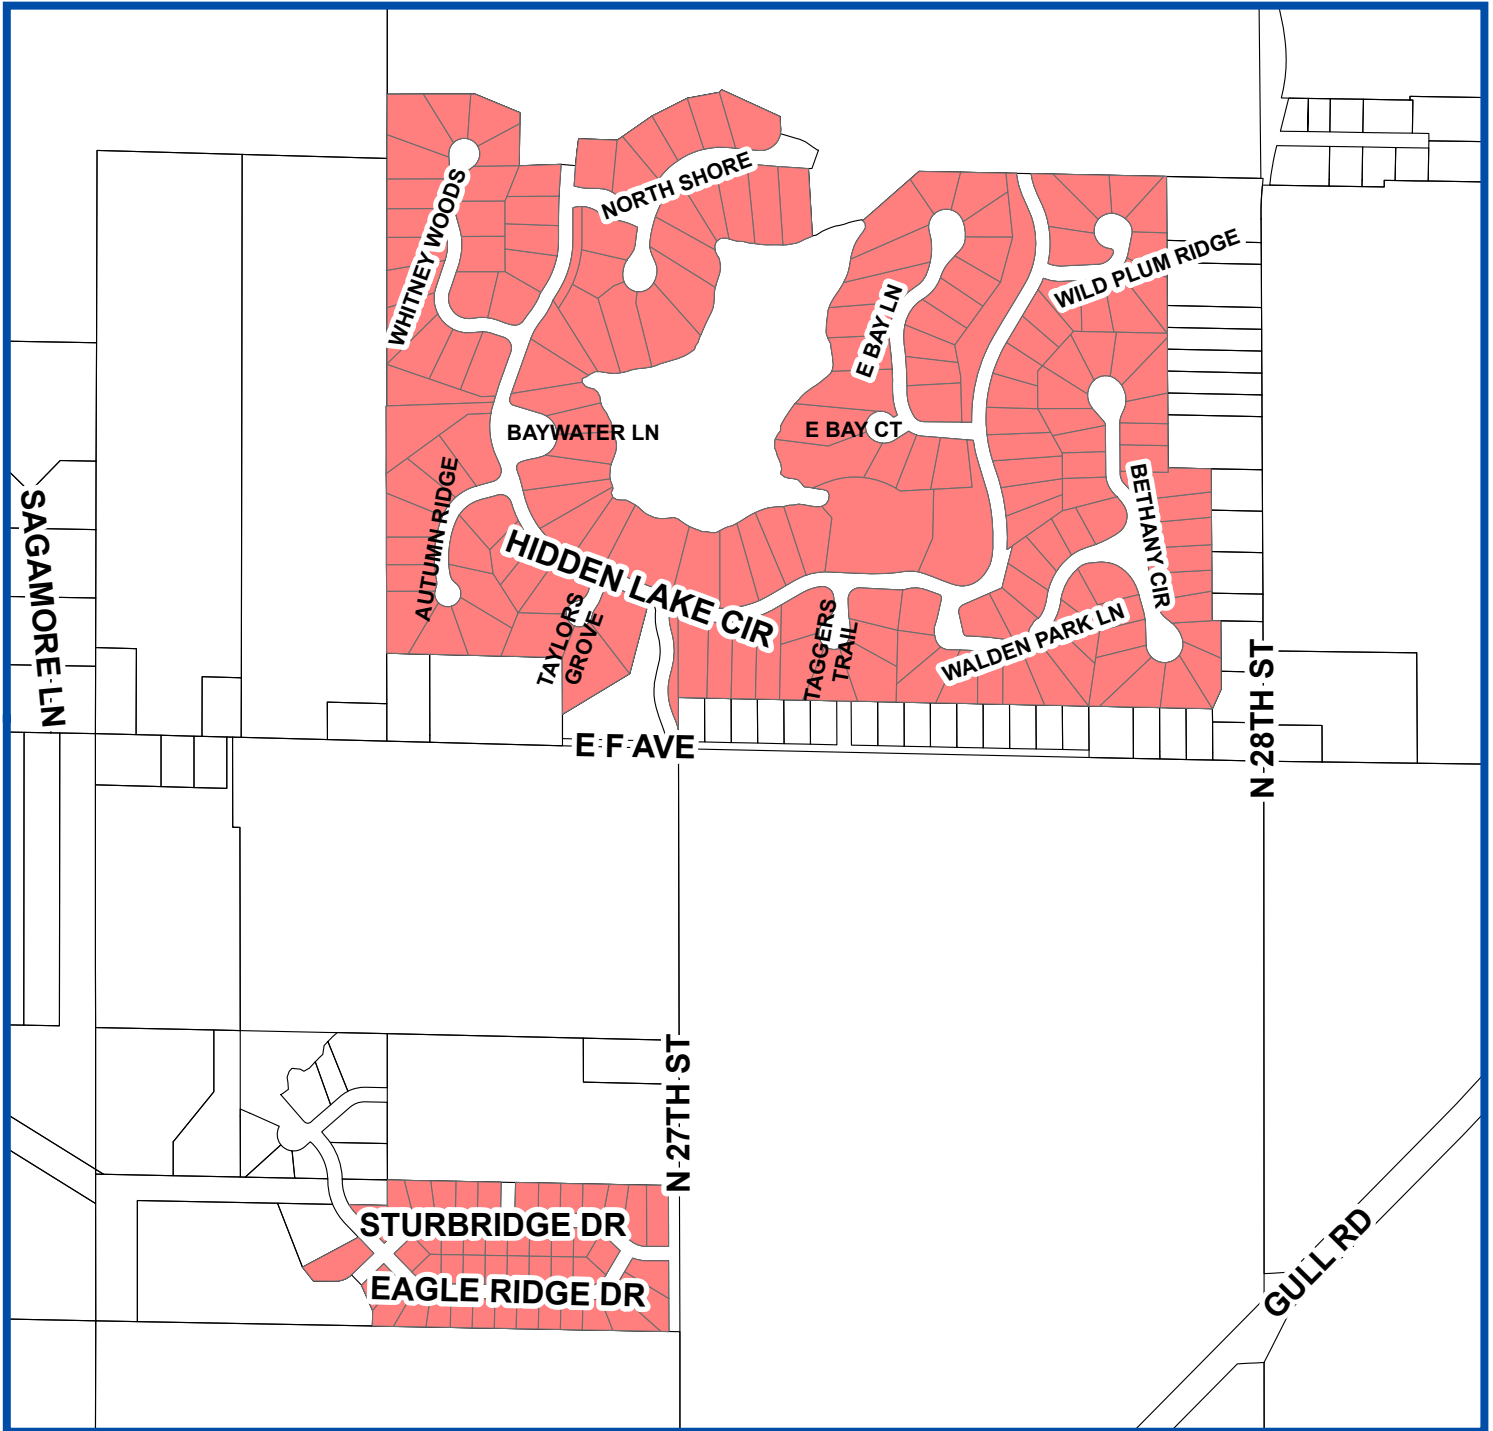 NORTH SHORE
WHITNEY WOODS
WILD PLUM RIDGE
E BAY LN
BAYWATER LN
E BAY CT
AUTUMN RIDGE
BETHANY CIR
SAGAMORE LN
HIDDEN LAKE CIR
TAYLORS
GROVE
TAGGERS
TRAIL
WALDEN PARK LN
N 28TH ST
E F AVE
N 27TH ST
STURBRIDGE DR
EAGLE RIDGE DR
GULL RD